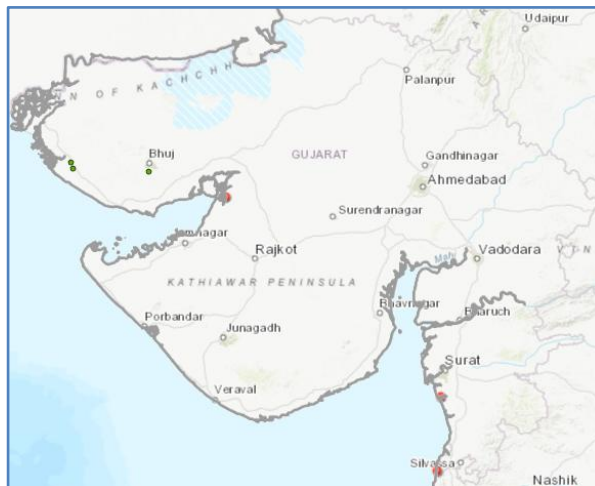 Udaipur
N OF KACHCHH
Palanpur
Bhuj
GUJARAT
Gandhinagar
Ahmedabad
Surendranagar
Rajkot
Vadodara
Mahi
KATHIAWAR PENINSULA
Bhavnagar
Porbandar
Bharuch
Junagadh
Surat
Veraval
Silvassa
Nashik